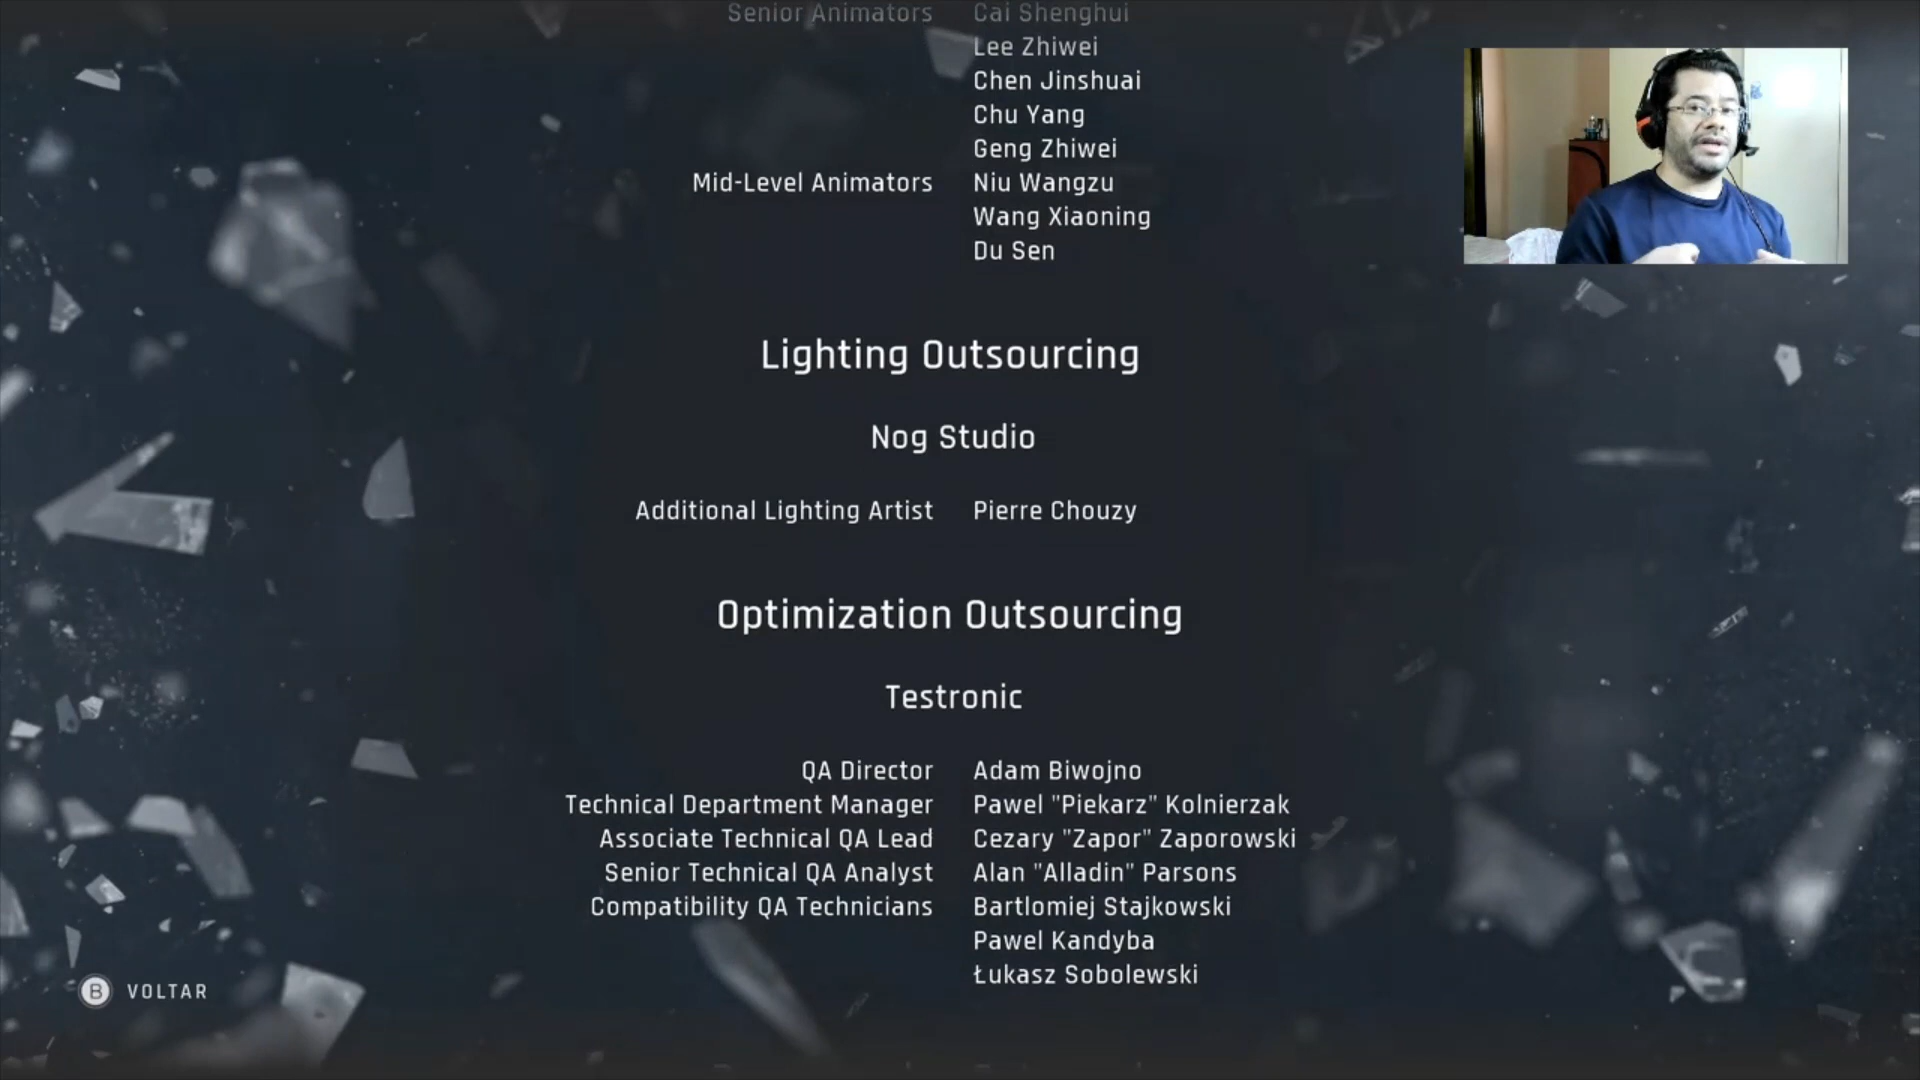 Senior Animators Cai Shenghui
Lee Zhiwei
Chen Jinshuai
Chu Yang
Geng Zhiwei
Mid-Level Animators Niu Wangzu
Wang Xiaoning
Du Sen
Lighting Outsourcing
Nog Studio
Additional Lighting Artist Pierre Chouzy
Optimization Outsourcing
Testronic
QA Director Adam Biwojno
Technical Department Manager Pawel "Piekarz" Kolnierzak
Associate Technical QA Lead Cezary "Zapor" Zaporowski
Senior Technical QA Analyst Alan "Alladin" Parsons
Compatibility QA Technicians Bartlomiej Stajkowski
Pawel Kandyba
Łukasz Sobolewski
B VOLTAR